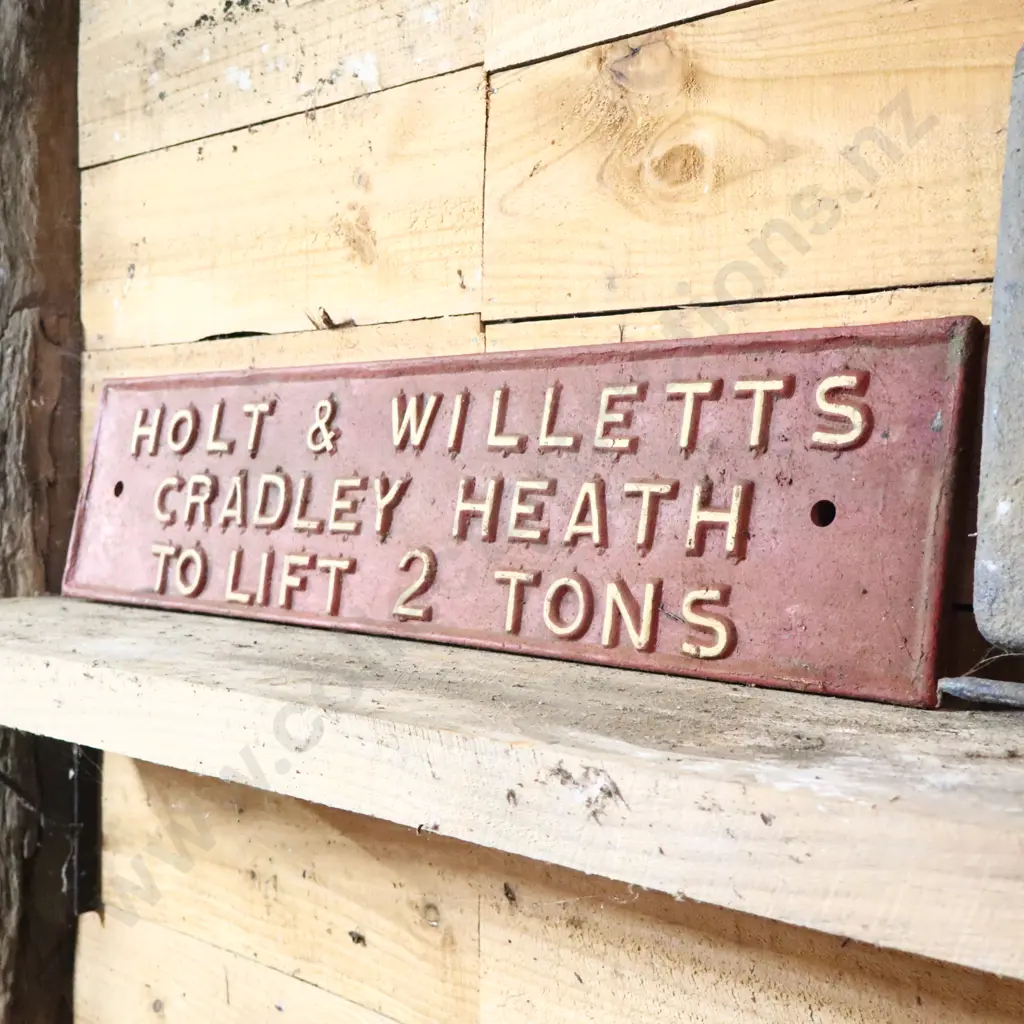 HOLT & WILLETTS
CRADLEY HEATH
TO LIFT 2 TONS